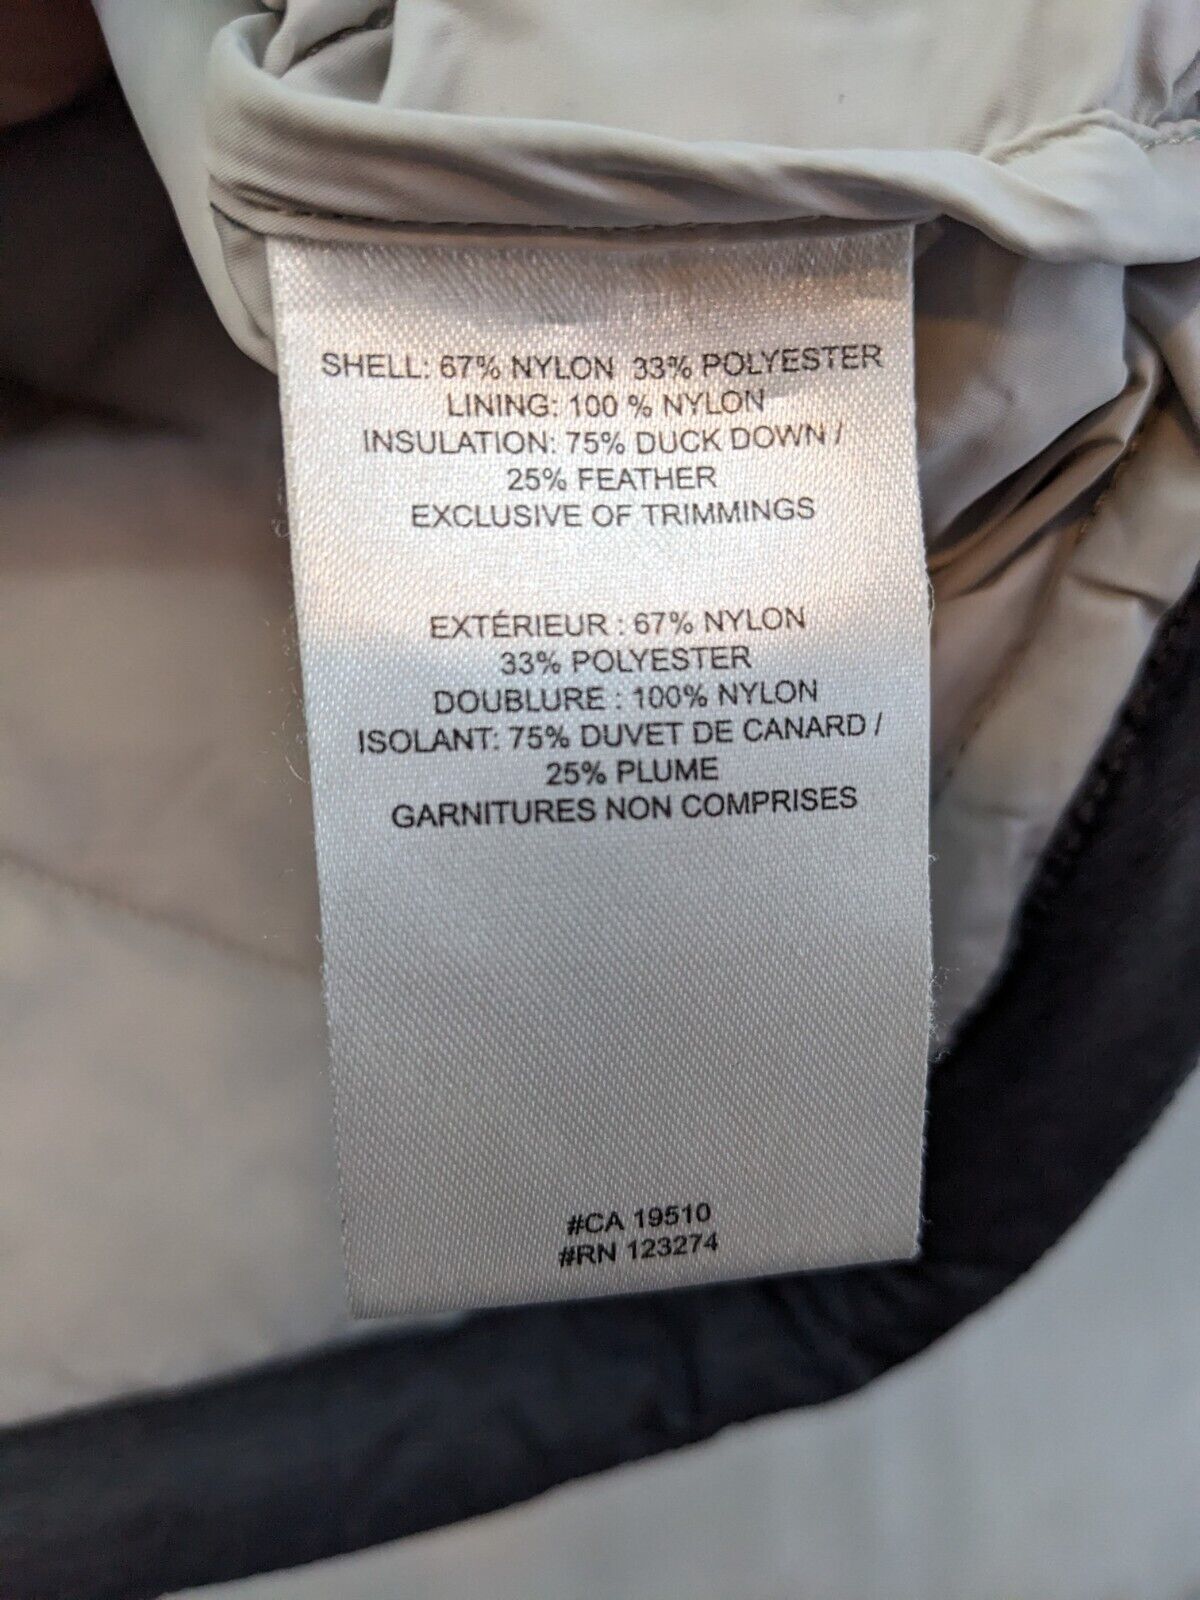 SHELL: 67% NYLON 33% POLYESTER
LINING: 100 % NYLON
INSULATION: 75% DUCK DOWN /
25% FEATHER
EXCLUSIVE OF TRIMMINGS
EXTÉRIEUR : 67% NYLON
33% POLYESTER
DOUBLURE : 100% NYLON
ISOLANT: 75% DUVET DE CANARD /
25% PLUME
GARNITURES NON COMPRISES
#CA 19510
#RN 123274